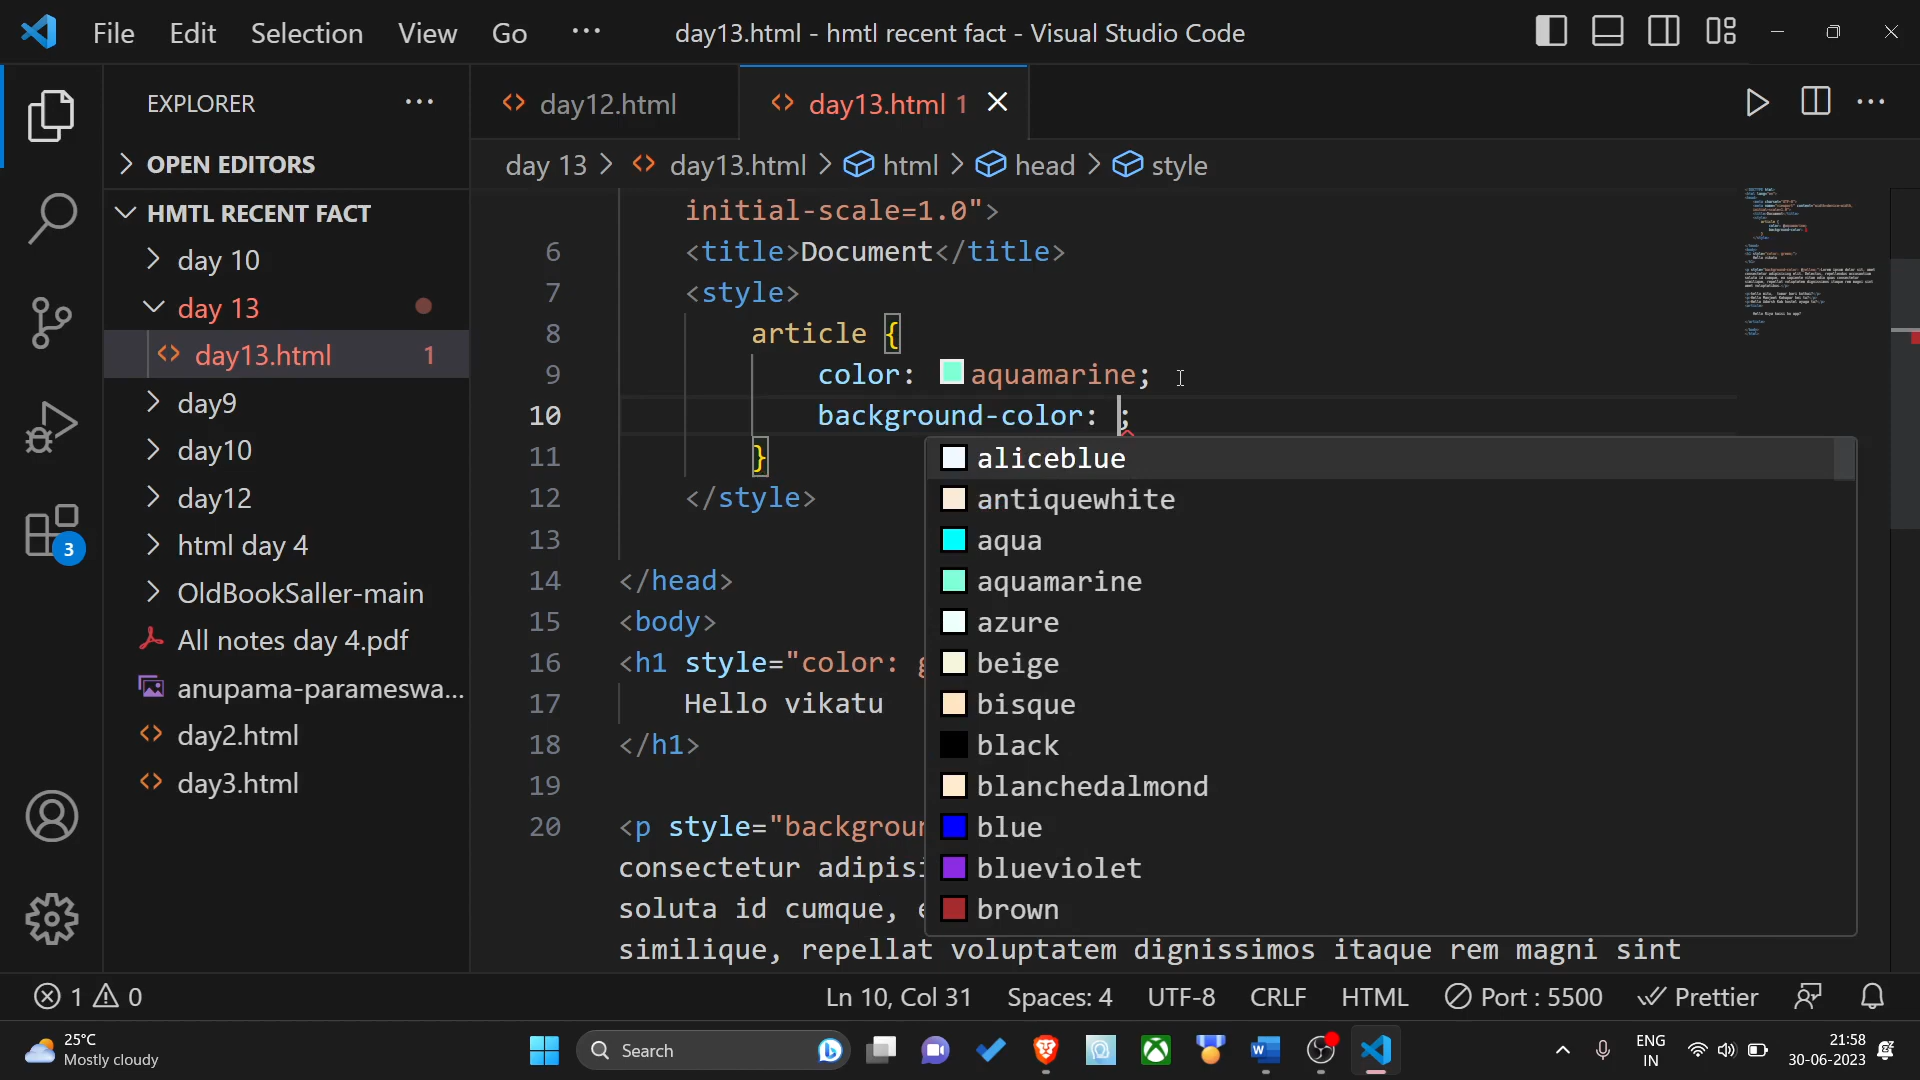 File Edit Selection View Go ... day13.html - hmtl recent fact - Visual Studio Code
EXPLORER ...
day12.html
day13.html 1
OPEN EDITORS
day 13 > day13.html > html > head > style
HMTL RECENT FACT
day 10
day 13
day13.html 1
day9
day10
day12
html day 4
OldBookSaller-main
All notes day 4.pdf
anupama-parameswa...
day2.html
day3.html
initial-scale=1.0">
6 <title>Document</title>
7 <style>
8 article {
9 color: aquamarine;
10 background-color: ;
11 }
12 </style>
13
14 </head>
15 <body>
16 <h1 style="color: g
17 Hello vikatu
18 </h1>
19
20 <p style="backgroun
consectetur adipisi
soluta id cumque, e
similique, repellat voluptatem dignissimos itaque rem magni sint
aliceblue
antiquewhite
aqua
aquamarine
azure
beige
bisque
black
blanchedalmond
blue
blueviolet
brown
3
1 0 Ln 10, Col 31 Spaces: 4 UTF-8 CRLF HTML Port : 5500 Prettier
25°C
Mostly cloudy
Search
ENG
IN
21:58
30-06-2023